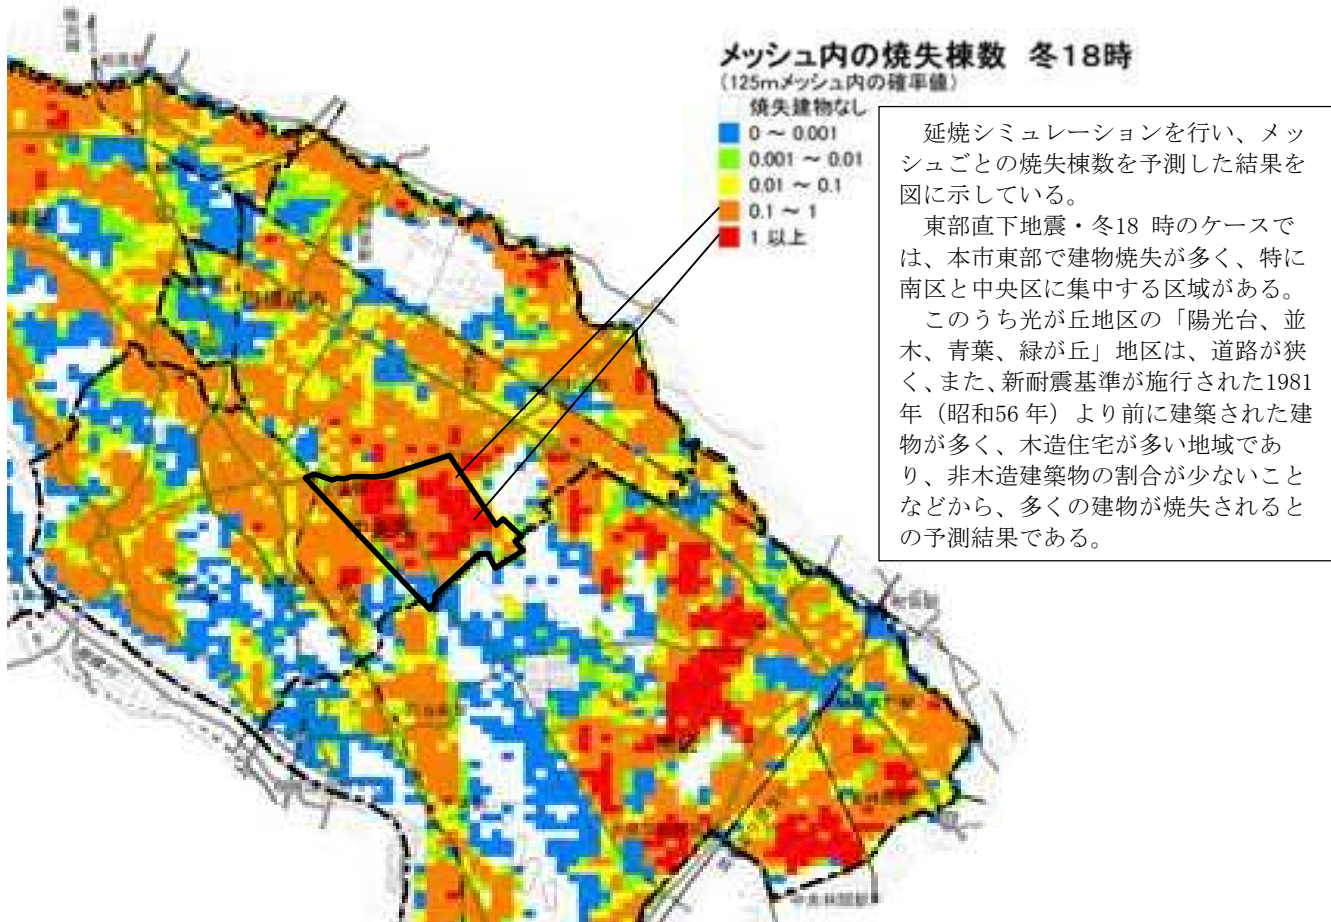 メッシュ内の焼失棟数 冬18時
(125mメッシュ内の確率値)
焼失建物なし
0 ～ 0.001
0.001 ～ 0.01
0.01 ～ 0.1
0.1 ～ 1
1 以上
延焼シミュレーションを行い、メッ
シュごとの焼失棟数を予測した結果を
図に示している。
東部直下地震・冬18 時のケースで
は、本市東部で建物焼失が多く、特に
南区と中央区に集中する区域がある。
このうち光が丘地区の「陽光台、並
木、青葉、緑が丘」地区は、道路が狭
く、また、新耐震基準が施行された1981
年（昭和56 年）より前に建築された建
物が多く、木造住宅が多い地域であ
り、非木造建築物の割合が少ないこと
などから、多くの建物が焼失されると
の予測結果である。